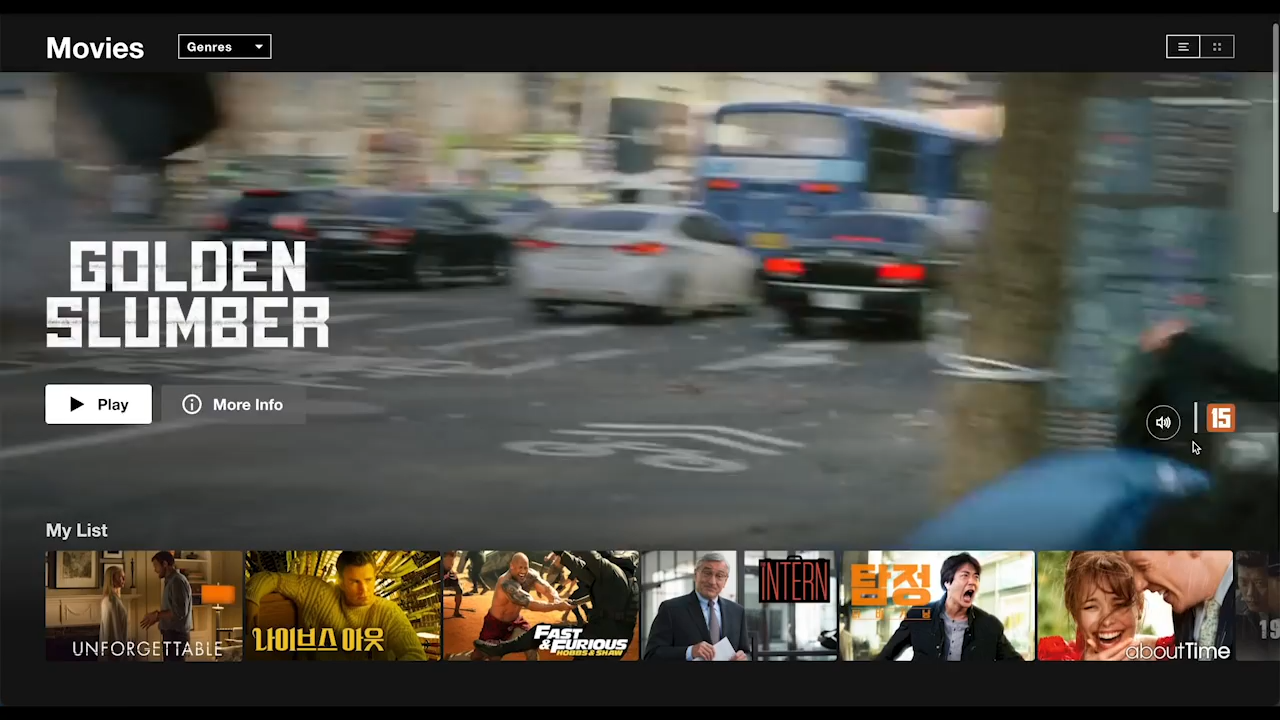 Movies
Genres
GOLDEN
SLUMBER
Play
More Info
15
My List
UNFORGETTABLE
나이브스 아웃
FAST
& FURIOUS
HOBBS & SHAW
INTERN
탐정
aboutTime
19